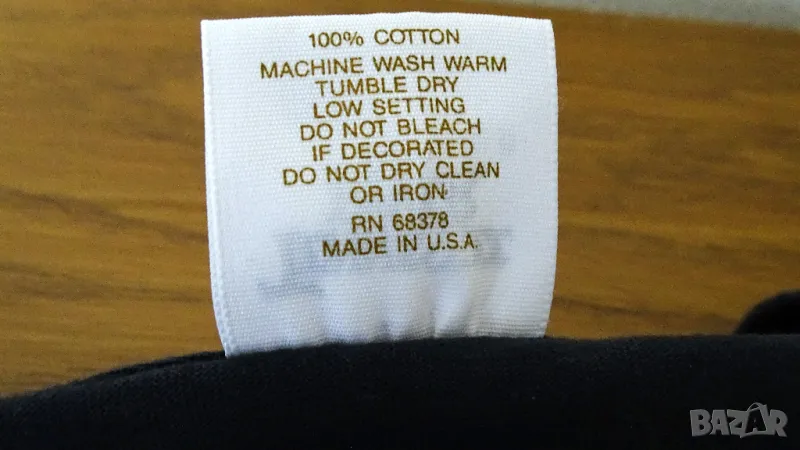 100% COTTON
MACHINE WASH WARM
TUMBLE DRY
LOW SETTING
DO NOT BLEACH
IF DECORATED
DO NOT DRY CLEAN
OR IRON
RN 68378
MADE IN U.S.A.
BAZAR